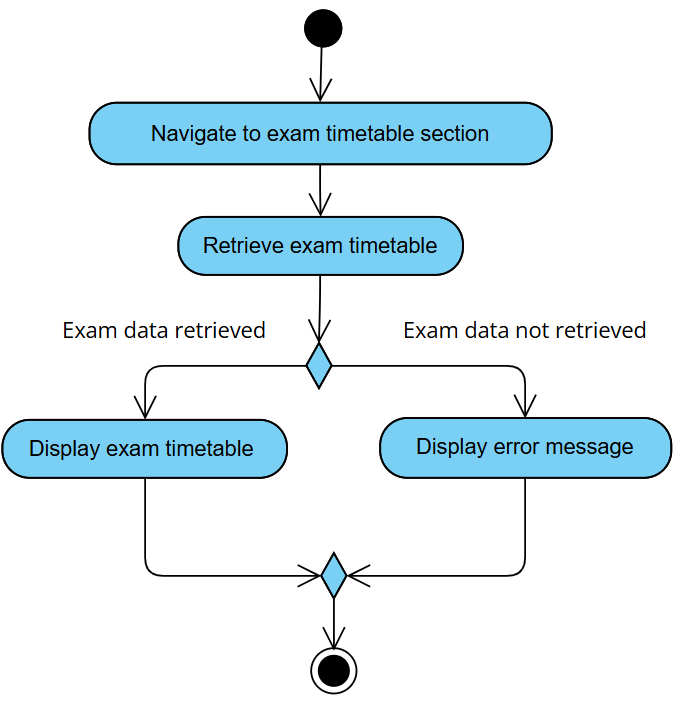 Navigate to exam timetable section
Retrieve exam timetable
Exam data retrieved
Exam data not retrieved
Display exam timetable
Display error message